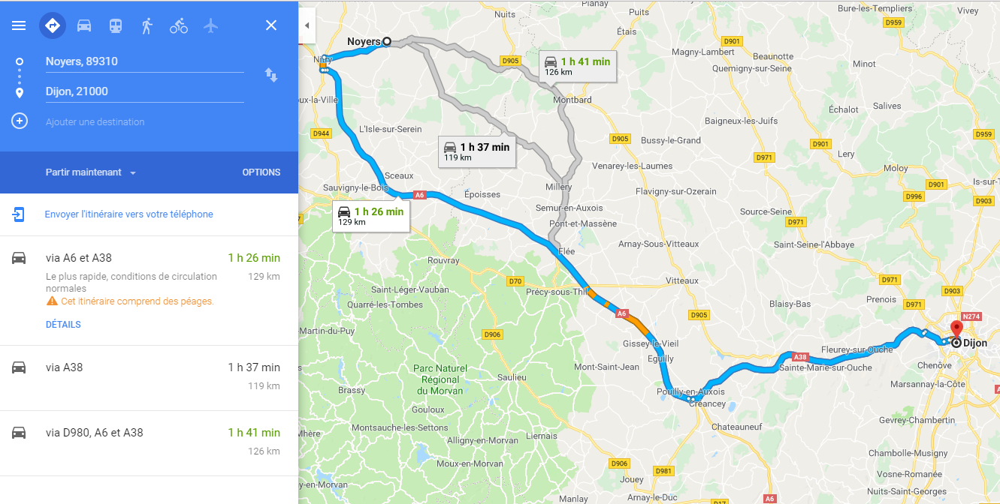 Noyers, 89310
Dijon, 21000
Ajouter une destination
Partir maintenant
OPTIONS
Envoyer l'itinéraire vers votre téléphone
via A6 et A38
1 h 26 min
Le plus rapide, conditions de circulation
129 km
normales
Cet itinéraire comprend des péages.
DÉTAILS
via A38
1 h 37 min
119 km
via D980, A6 et A38
1 h 41 min
126 km
Planay
Bure-les-Templiers
Vivey
Nuits
Puits
D959
Étais
Noyers
D901
Magny-Lambert
Nitry
D905
1 h 41 min
126 km
Beaunotte
Quemigny-sur-Seine
Minot
oux-la-Ville
Montbard
Échalot
Salives
Baigneux-les-Juifs
L'Isle-sur-Serein
D944
D905
Bussy-le-Grand
D901
D959
1 h 37 min
119 km
D971
Lery
Venarey-les-Laumes
Moloy
Sceaux
Sauvigny-le-Bois
Millery
D901
Is-sur-T
A6
Epoisses
Flavigny-sur-Ozerain
D996
D903
1 h 26 min
129 km
Semur-en-Auxois
Source-Seine
Pont-et-Massène
D971
Arnay-Sous-Vitteaux
Saint-Seine-l'Abbaye
Flée
Rouvray
D70
Vitteaux
D971
Saint-Léger-Vauban
Précy-sous-Thil
D903
Quarré-les-Tombes
Blaisy-Bas
Prenois
D971
A6
D905
N274
Martin-du-Puy
D906
Gissey-le-Vieil
Dijon
Fleurey-sur-Ouche
Eguilly
A38
Chenôve
Parc Naturel
Régional
du Morvan
Mont-Saint-Jean
Sainte-Marie-sur-Ouche
Saulieu
Marsannay-la-Côte
Brassy
Pouilly-en-Auxois
Créancey
Gouloux
Gevrey-Chambertin
Montsauche-les-Settons
Chateauneuf
Mhère
Liernais
Alligny-en-Morvan
Chambolle-Musigny
Moux-en-Morvan
D906
D981
Vosne-Romanée
y-en-Morvan
Jouey
Nuits-Saint-Georges
Manlay
Arnay-le-Duc
A6
D17